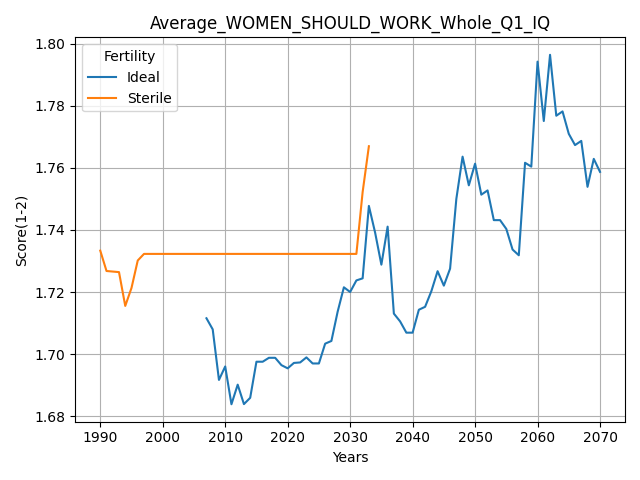 Average_WOMEN_SHOULD_WORK_Whole_Q1_IQ
Fertility
Ideal
Sterile
Score(1-2)
1.80
1.78
1.76
1.74
1.72
1.70
1.68
1990 2000 2010 2020 2030 2040 2050 2060 2070
Years